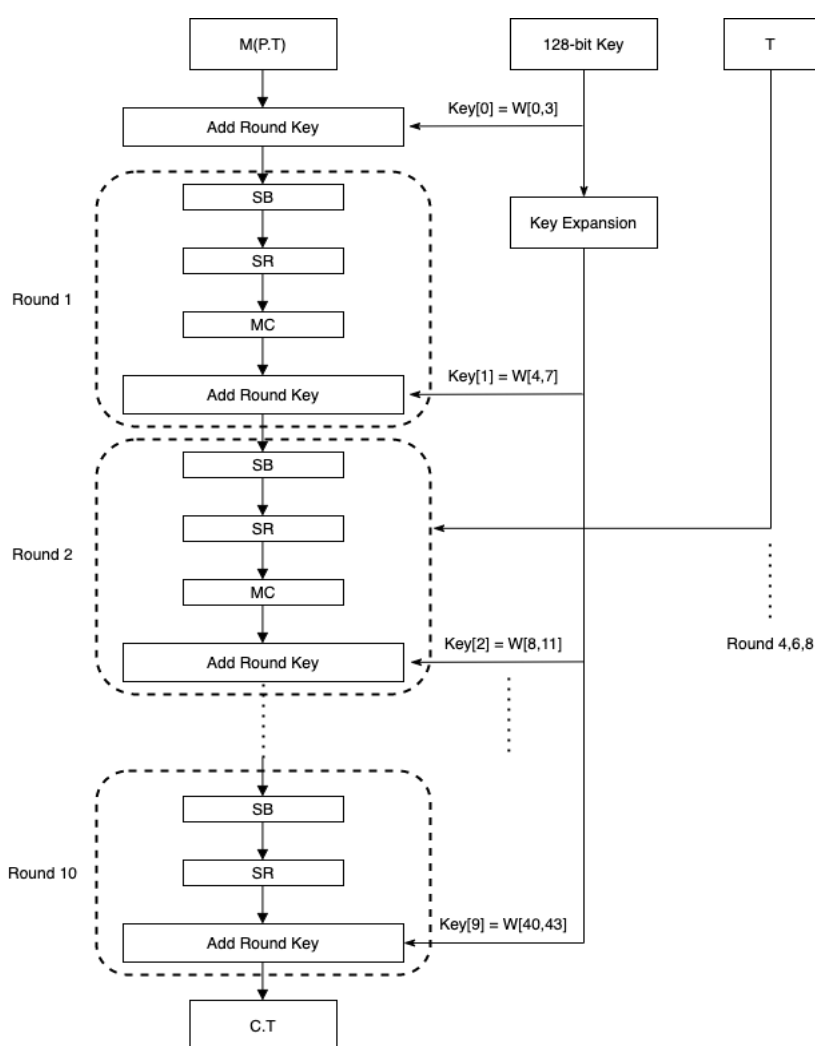 M(P.T)
128-bit Key
T
Key[0] = W[0,3]
Add Round Key
SB
Key Expansion
SR
Round 1
MC
Key[1] = W[4,7]
Add Round Key
SB
SR
Round 2
MC
Key[2] = W[8,11]
Round 4,6,8
Add Round Key
SB
SR
Round 10
Key[9] = W[40,43]
Add Round Key
C.T